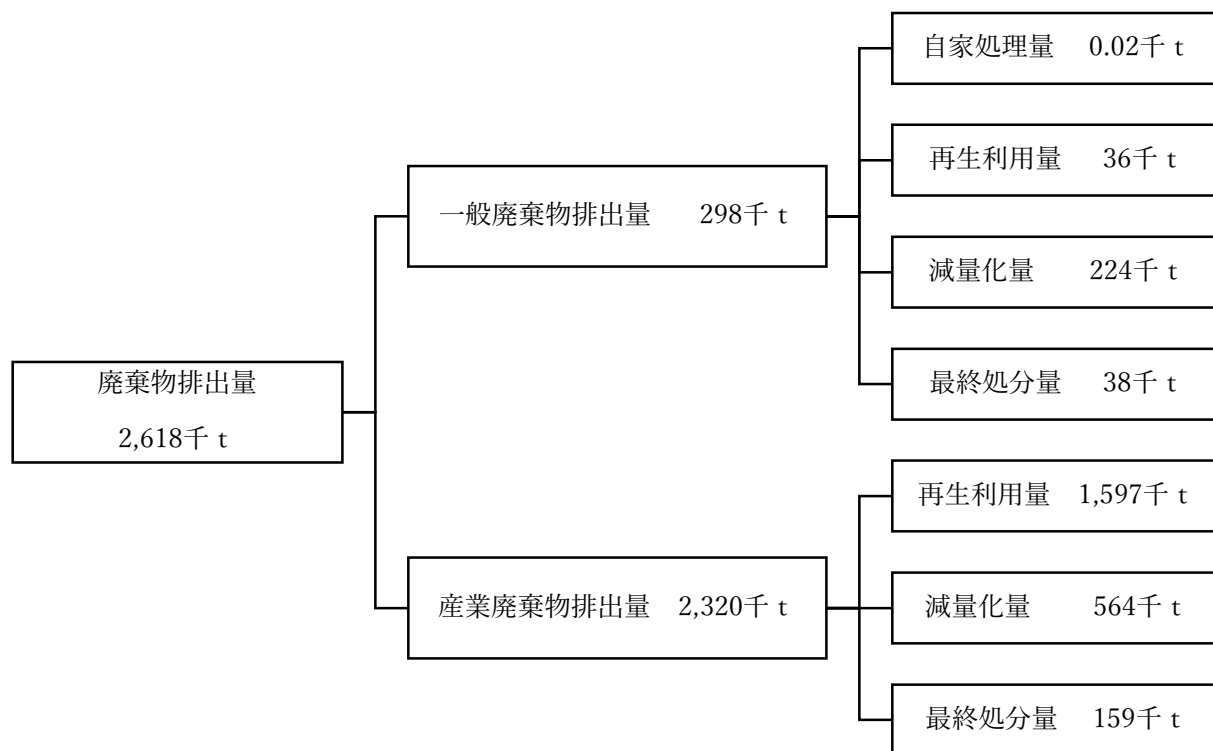 廃棄物排出量
2,618千 t
一般廃棄物排出量 298千 t
自家処理量 0.02千 t
再生利用量 36千 t
減量化量 224千 t
最終処分量 38千 t
産業廃棄物排出量 2,320千 t
再生利用量 1,597千 t
減量化量 564千 t
最終処分量 159千 t